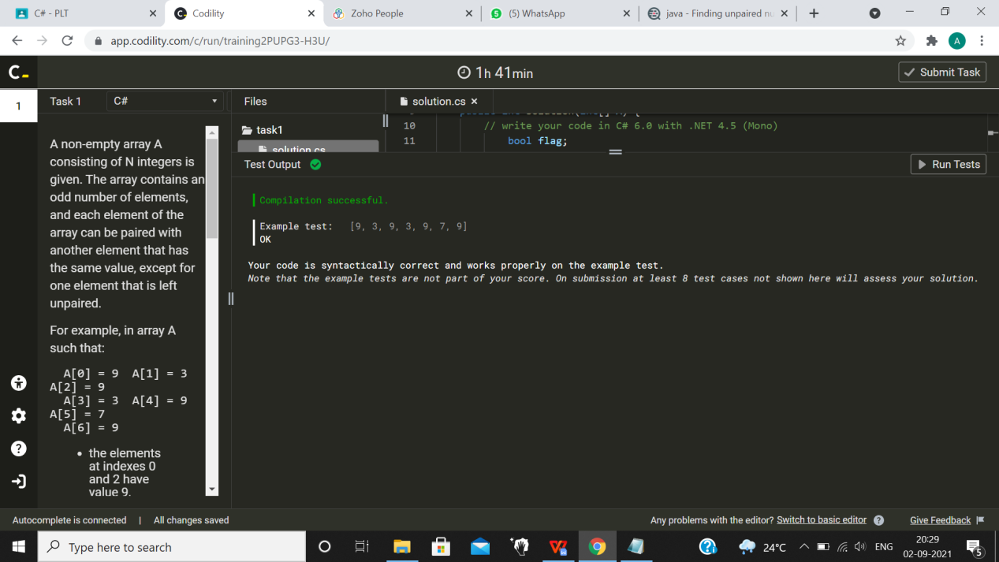 C# - PLT
Codility
Zoho People
(5) WhatsApp
java - Finding unpaired nu
app.codility.com/c/run/training2PUPG3-H3U/
A
1h 41min
Submit Task
1
Task 1
C#
Files
solution.cs
task1
solution.cs
10 // write your code in C# 6.0 with .NET 4.5 (Mono)
11 bool flag;
Test Output
Run Tests
A non-empty array A
consisting of N integers is
given. The array contains an
odd number of elements,
and each element of the
array can be paired with
another element that has
the same value, except for
one element that is left
unpaired.
For example, in array A
such that:
A[0] = 9 A[1] = 3
A[2] = 9
A[3] = 3 A[4] = 9
A[5] = 7
A[6] = 9
• the elements
at indexes 0
and 2 have
value 9.
Compilation successful.
Example test: [9, 3, 9, 3, 9, 7, 9]
OK
Your code is syntactically correct and works properly on the example test.
Note that the example tests are not part of your score. On submission at least 8 test cases not shown here will assess your solution.
Autocomplete is connected | All changes saved
Any problems with the editor? Switch to basic editor
Give Feedback
Type here to search
24°C
ENG
20:29
02-09-2021
5